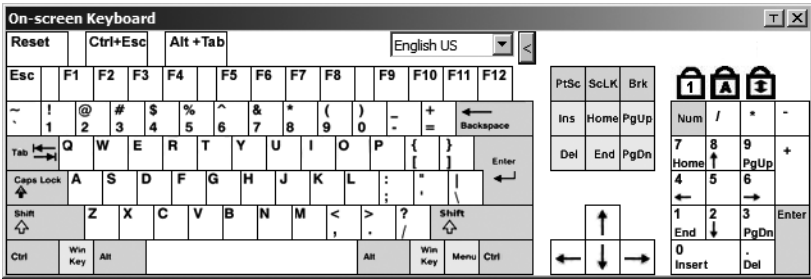 On-screen Keyboard
T X
Reset Ctrl+Esc Alt +Tab English US <
Esc F1 F2 F3 F4 F5 F6 F7 F8 F9 F10 F11 F12
PtSc ScLK Brk
1 A
~ ! @ # $ % ^ & * ( ) _ +
` 1 2 3 4 5 6 7 8 9 0 - = Backspace
Ins Home PgUp
Num / * -
Tab Q W E R T Y U I O P { }
[ ] Enter
Del End PgDn
7 8 9 +
Home PgUp
Caps Lock A S D F G H J K L : " |
; ' \
4 5 6
Shift Z X C V B N M < > ? Shift
, . /
1 2 3 Enter
End PgDn
Ctrl Win Key Alt Alt Win Key Menu Ctrl
0 .
Insert Del